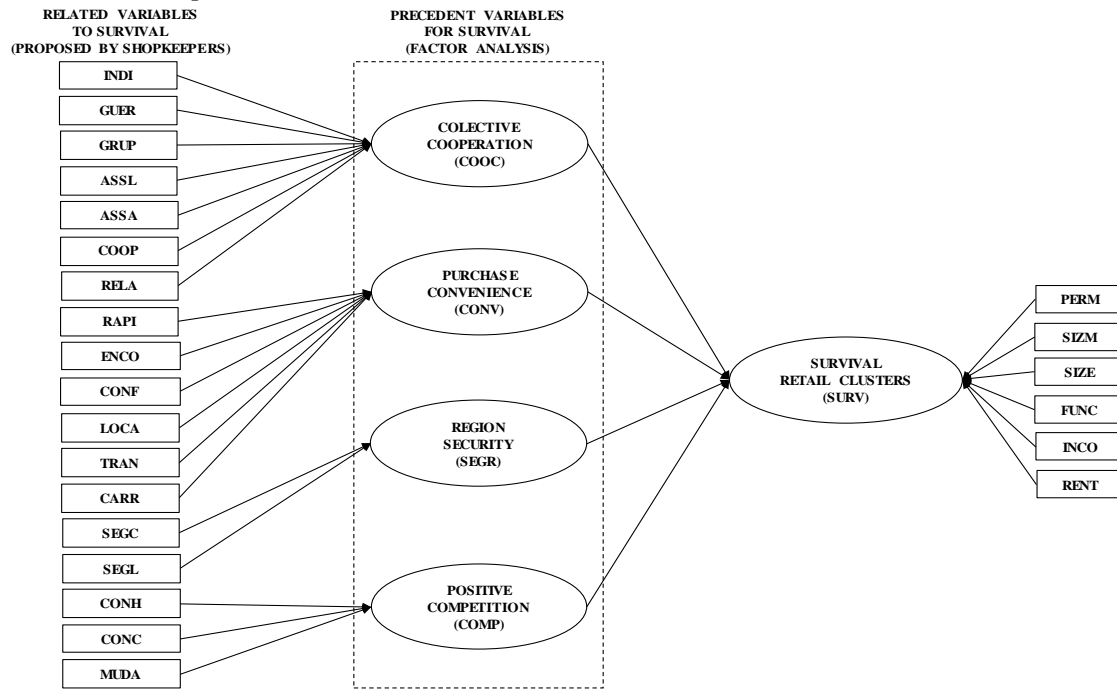 RELATED VARIABLES
TO SURVIVAL
(PROPOSED BY SHOPKEEPERS)
PRECEDENT VARIABLES
FOR SURVIVAL
(FACTOR ANALYSIS)
INDI
GUER
GRUP
ASSL
ASSA
COOP
RELA
RAPI
ENCO
CONF
LOCA
TRAN
CARR
SEGC
SEGL
CONH
CONC
MUDA
COLECTIVE
COOPERATION
(COOC)
PURCHASE
CONVENIENCE
(CONV)
REGION
SECURITY
(SEGR)
POSITIVE
COMPETITION
(COMP)
SURVIVAL
RETAIL CLUSTERS
(SURV)
PERM
SIZM
SIZE
FUNC
INCO
RENT